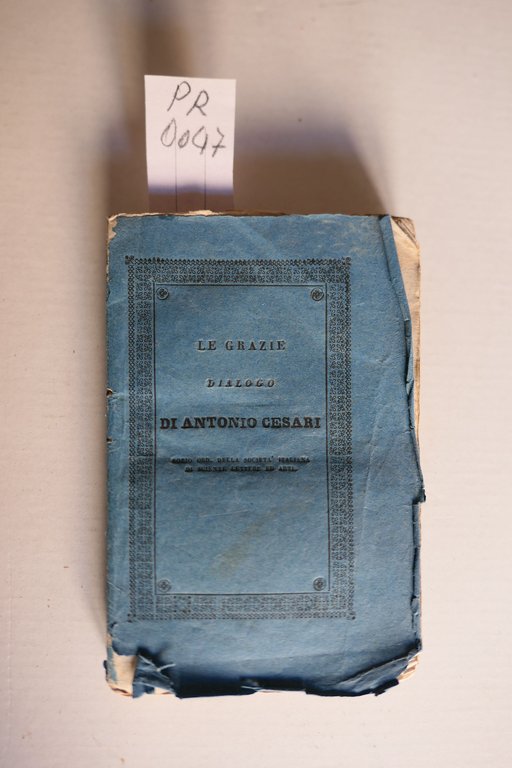 PR
0047
LE GRAZIE
DIALOGO
DI ANTONIO CESARI
SOCIO ORD. DELLA SOCIETA' ITALIANA
DI SCIENZE LETTERE ED ARTI.